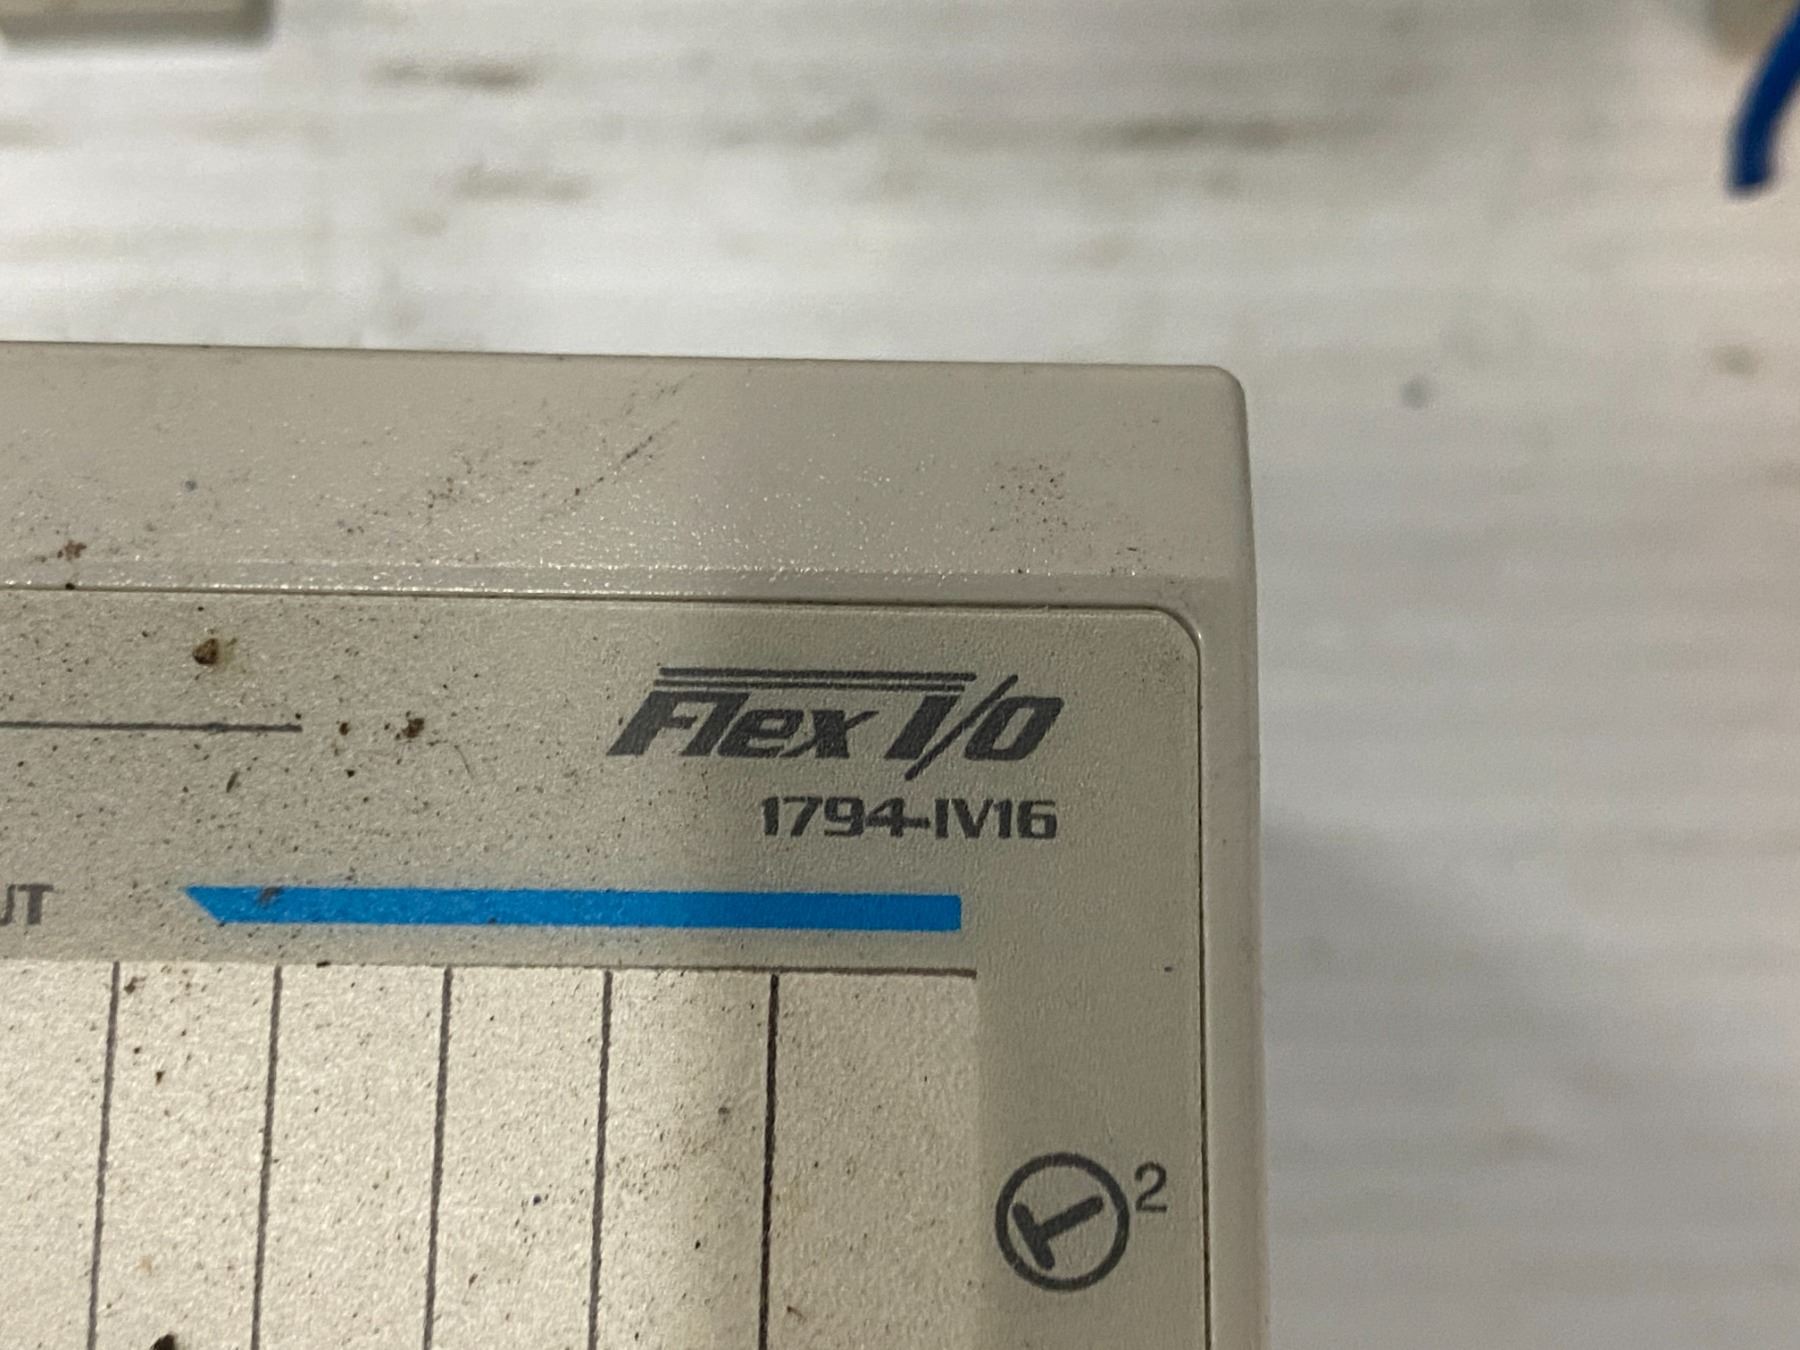 Flex I/O
1794-IV16
UT
2